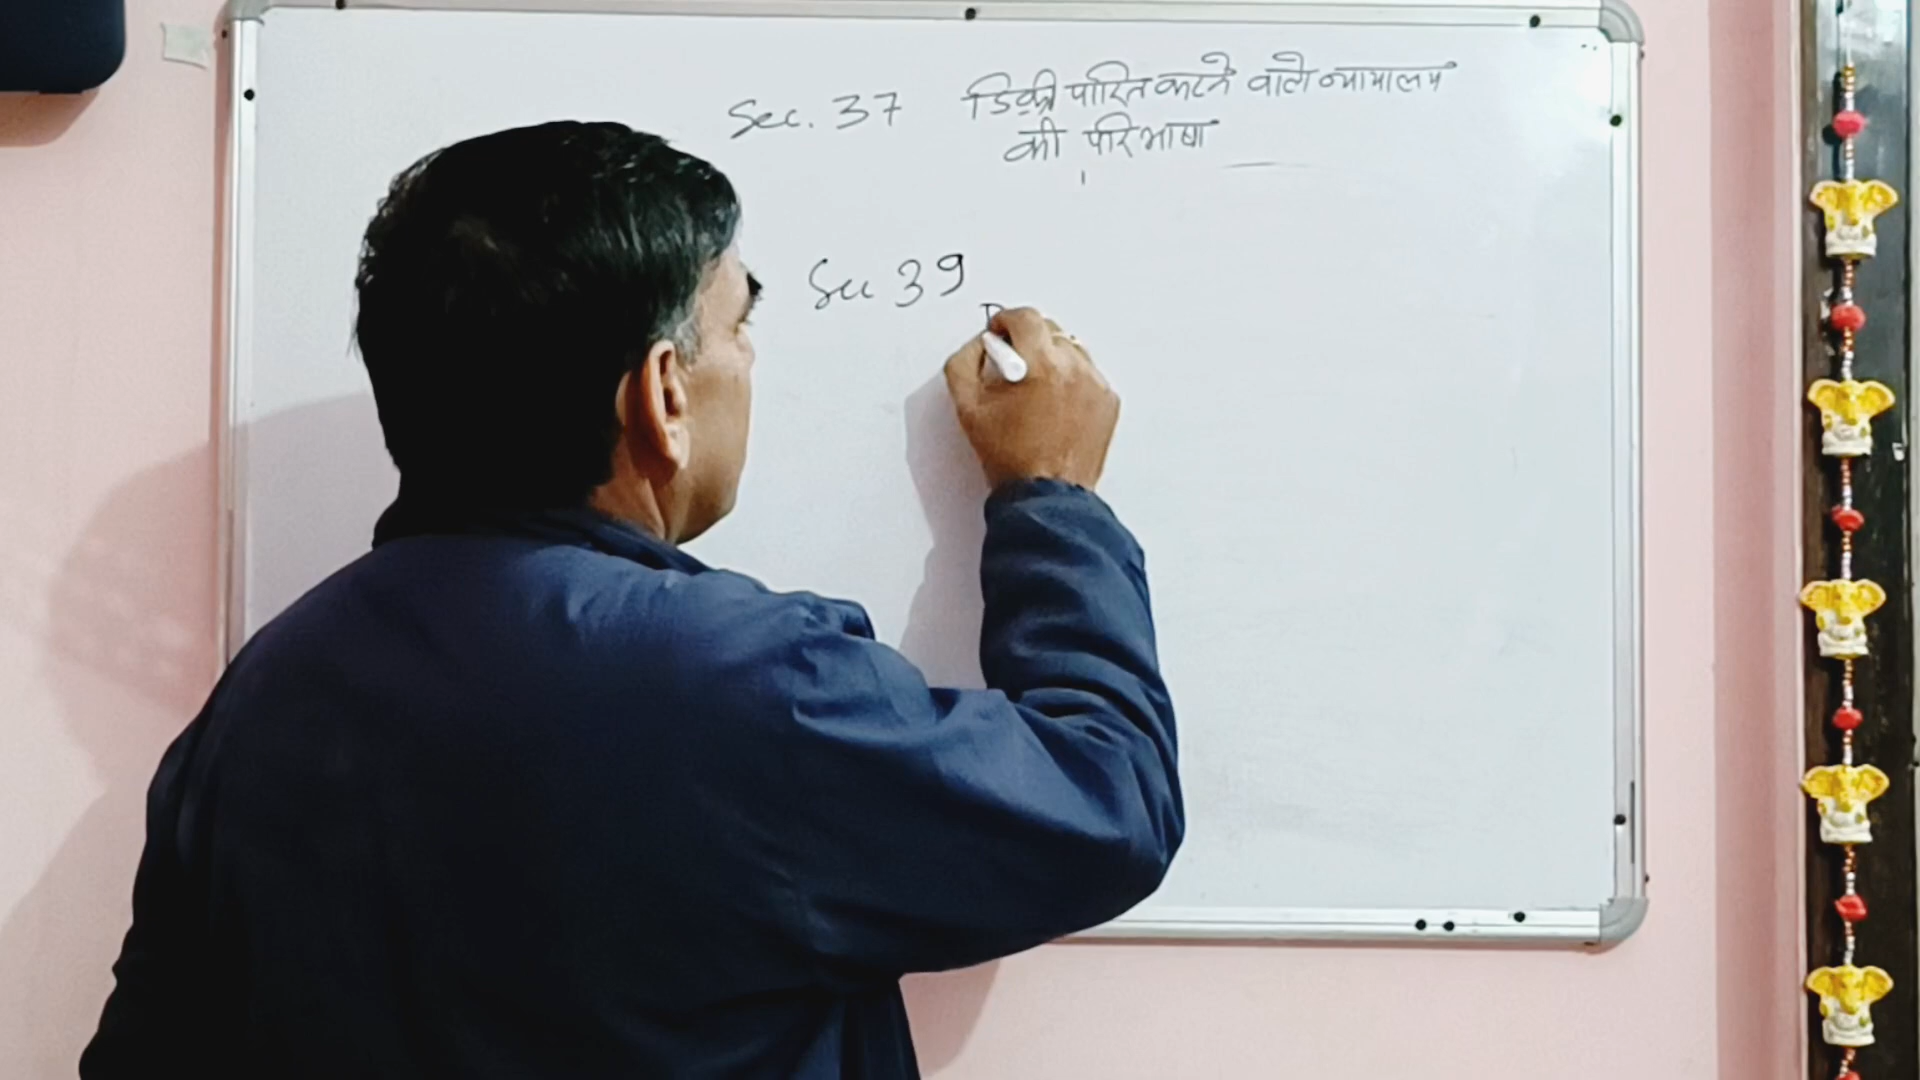 Sec. 37 डिक्री पारित करने वाले न्यायालय
की परिभाषा
Sec 39